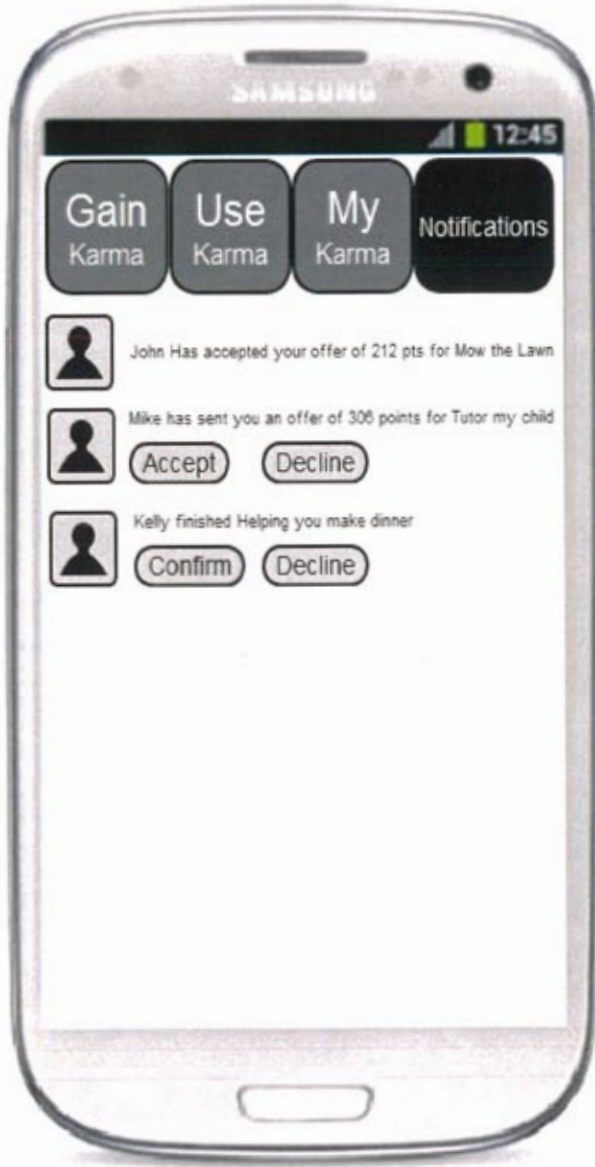 SAMSUNG
12:45
Gain Karma
Use Karma
My Karma
Notifications
John Has accepted your offer of 212 pts for Mow the Lawn
Mike has sent you an offer of 306 points for Tutor my child
Accept Decline
Kelly finished Helping you make dinner
Confirm Decline